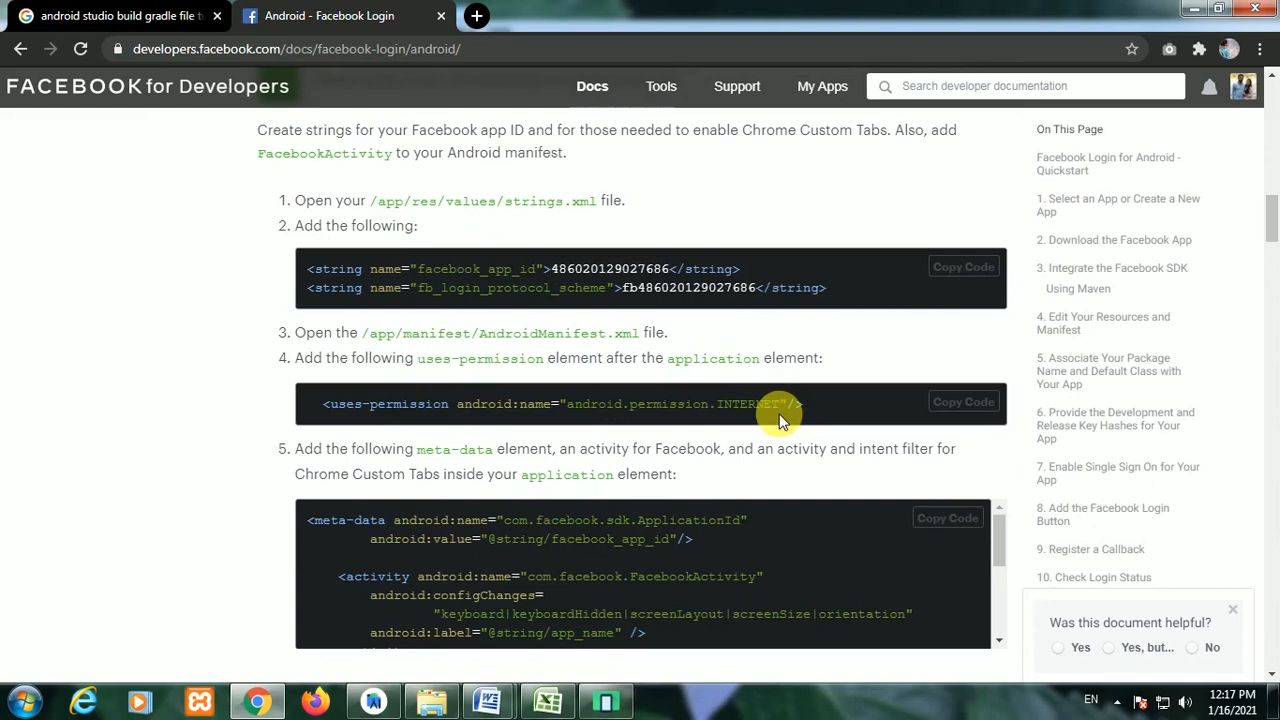 android studio build gradle file t
Android - Facebook Login
developers.facebook.com/docs/facebook-login/android/
FACEBOOK for Developers
Docs
Tools
Support
My Apps
Search developer documentation
Create strings for your Facebook app ID and for those needed to enable Chrome Custom Tabs. Also, add
FacebookActivity to your Android manifest.
1. Open your /app/res/values/strings.xml file.
2. Add the following:
<string name="facebook_app_id">486020129027686</string>
Copy Code
<string name="fb_login_protocol_scheme">fb486020129027686</string>
3. Open the /app/manifest/AndroidManifest.xml file.
4. Add the following uses-permission element after the application element:
<uses-permission android:name="android.permission.INTERNET"/>
Copy Code
5. Add the following meta-data element, an activity for Facebook, and an activity and intent filter for
Chrome Custom Tabs inside your application element:
<meta-data android:name="com.facebook.sdk.ApplicationId"
Copy Code
android:value="@string/facebook_app_id"/>
<activity android:name="com.facebook.FacebookActivity"
android:configChanges=
"keyboard|keyboardHidden|screenLayout|screenSize|orientation"
android:label="@string/app_name" />
On This Page
Facebook Login for Android -
Quickstart
1. Select an App or Create a New
App
2. Download the Facebook App
3. Integrate the Facebook SDK
Using Maven
4. Edit Your Resources and
Manifest
5. Associate Your Package
Name and Default Class with
Your App
6. Provide the Development and
Release Key Hashes for Your
App
7. Enable Single Sign On for Your
App
8. Add the Facebook Login
Button
9. Register a Callback
10. Check Login Status
Was this document helpful?
Yes
Yes, but...
No
EN
12:17 PM
1/16/2021